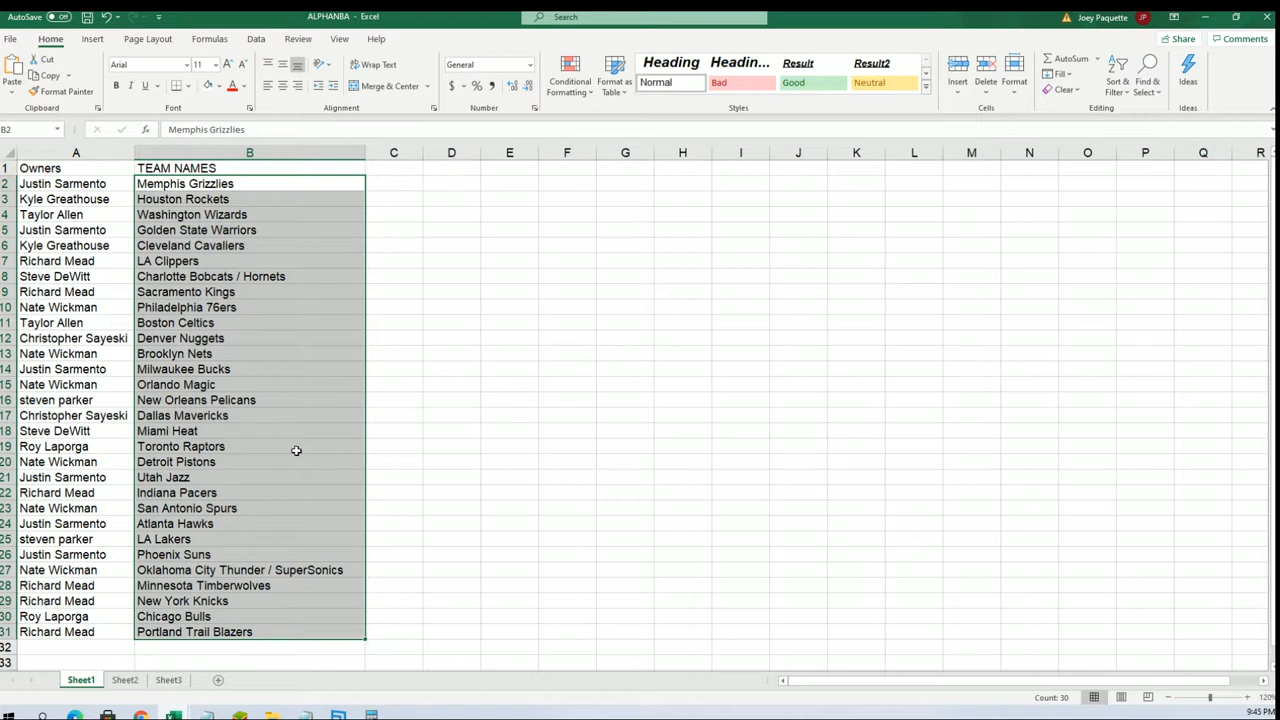 AutoSave Off ALPHANBA - Excel Search Joey Paquette JP
File Home Insert Page Layout Formulas Data Review View Help Share Comments
Cut Arial 11 Wrap Text General Heading Headin... Result Result2 AutoSum
Copy Fill
Paste Format Painter Merge & Center Conditional Formatting Format as Table Normal Bad Good Neutral Insert Delete Format Clear Sort & Filter Find & Select Ideas
Clipboard Font Alignment Number Styles Cells Editing Ideas
B2 Memphis Grizzlies
A B C D E F G H I J K L M N O P Q R
1 Owners TEAM NAMES
2 Justin Sarmento Memphis Grizzlies
3 Kyle Greathouse Houston Rockets
4 Taylor Allen Washington Wizards
5 Justin Sarmento Golden State Warriors
6 Kyle Greathouse Cleveland Cavaliers
7 Richard Mead LA Clippers
8 Steve DeWitt Charlotte Bobcats / Hornets
9 Richard Mead Sacramento Kings
10 Nate Wickman Philadelphia 76ers
11 Taylor Allen Boston Celtics
12 Christopher Sayeski Denver Nuggets
13 Nate Wickman Brooklyn Nets
14 Justin Sarmento Milwaukee Bucks
15 Nate Wickman Orlando Magic
16 steven parker New Orleans Pelicans
17 Christopher Sayeski Dallas Mavericks
18 Steve DeWitt Miami Heat
19 Roy Laporga Toronto Raptors
20 Nate Wickman Detroit Pistons
21 Justin Sarmento Utah Jazz
22 Richard Mead Indiana Pacers
23 Nate Wickman San Antonio Spurs
24 Justin Sarmento Atlanta Hawks
25 steven parker LA Lakers
26 Justin Sarmento Phoenix Suns
27 Nate Wickman Oklahoma City Thunder / SuperSonics
28 Richard Mead Minnesota Timberwolves
29 Richard Mead New York Knicks
30 Roy Laporga Chicago Bulls
31 Richard Mead Portland Trail Blazers
32
33
Sheet1 Sheet2 Sheet3
Count: 30 120%
9:45 PM